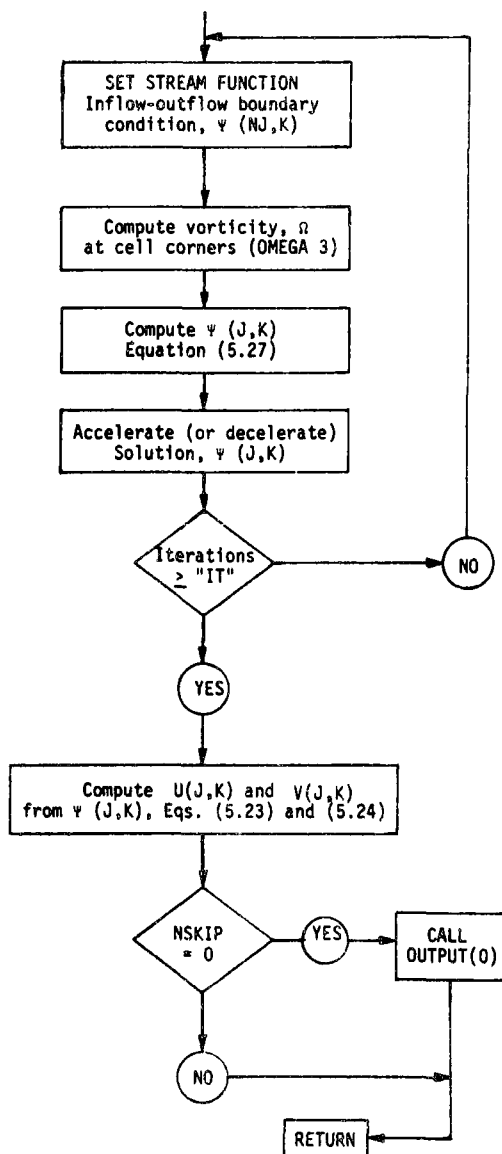 SET STREAM FUNCTION
Inflow-outflow boundary
condition, Ψ (NJ,K)
Compute vorticity, Ω
at cell corners (OMEGA 3)
Compute Ψ (J,K)
Equation (5.27)
Accelerate (or decelerate)
Solution, Ψ (J,K)
Iterations
≥ "IT"
NO
YES
Compute U(J,K) and V(J,K)
from Ψ (J,K), Eqs. (5.23) and (5.24)
NSKIP
= 0
YES
CALL
OUTPUT(0)
NO
RETURN